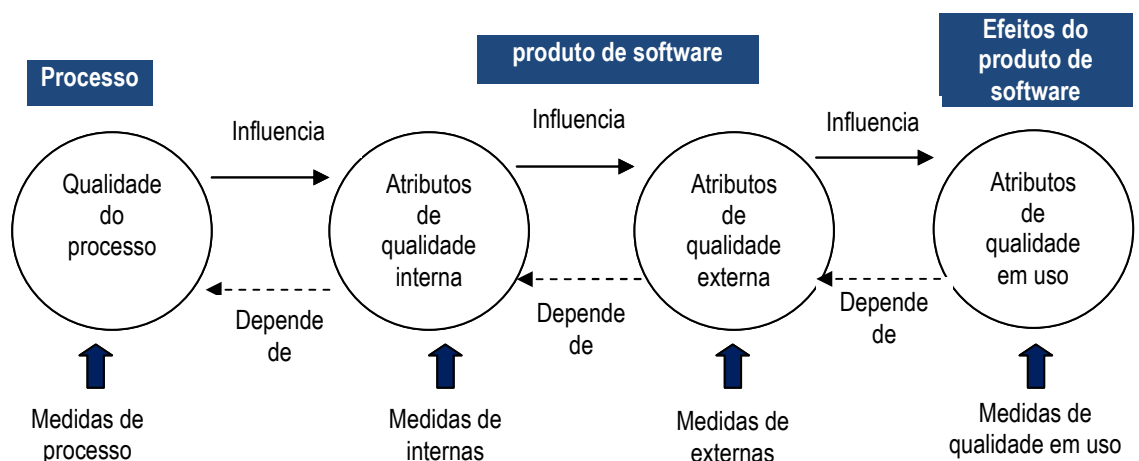 Processo
produto de software
Efeitos do
produto de
software
Influencia
Influencia
Influencia
Qualidade
do
processo
Atributos
de
qualidade
interna
Atributos
de
qualidade
externa
Atributos
de
qualidade
em uso
Depende
de
Depende
de
Depende
de
Medidas de
processo
Medidas de
internas
Medidas de
externas
Medidas de
qualidade em uso